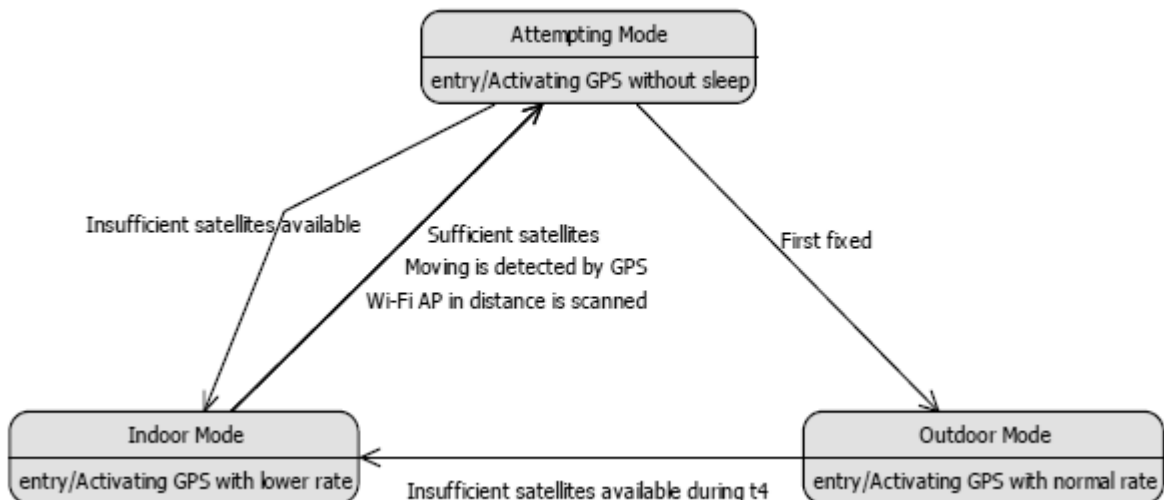 Attempting Mode
entry/Activating GPS without sleep
Insufficient satellites available
Sufficient satellites
Moving is detected by GPS
Wi-Fi AP in distance is scanned
First fixed
Indoor Mode
entry/Activating GPS with lower rate
Outdoor Mode
entry/Activating GPS with normal rate
Insufficient satellites available during t4